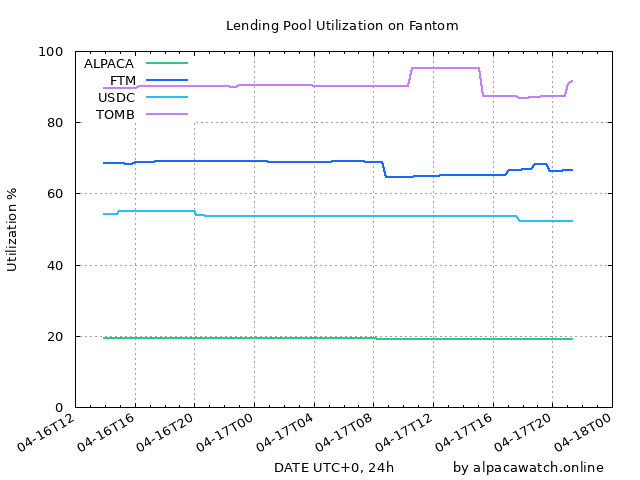 Lending Pool Utilization on Fantom
Utilization %
100
80
60
40
20
0
ALPACA
FTM
USDC
TOMB
04-16T12
04-16T16
04-16T20
04-17T00
04-17T04
04-17T08
04-17T12
04-17T16
04-17T20
04-18T00
DATE UTC+0, 24h
by alpacawatch.online